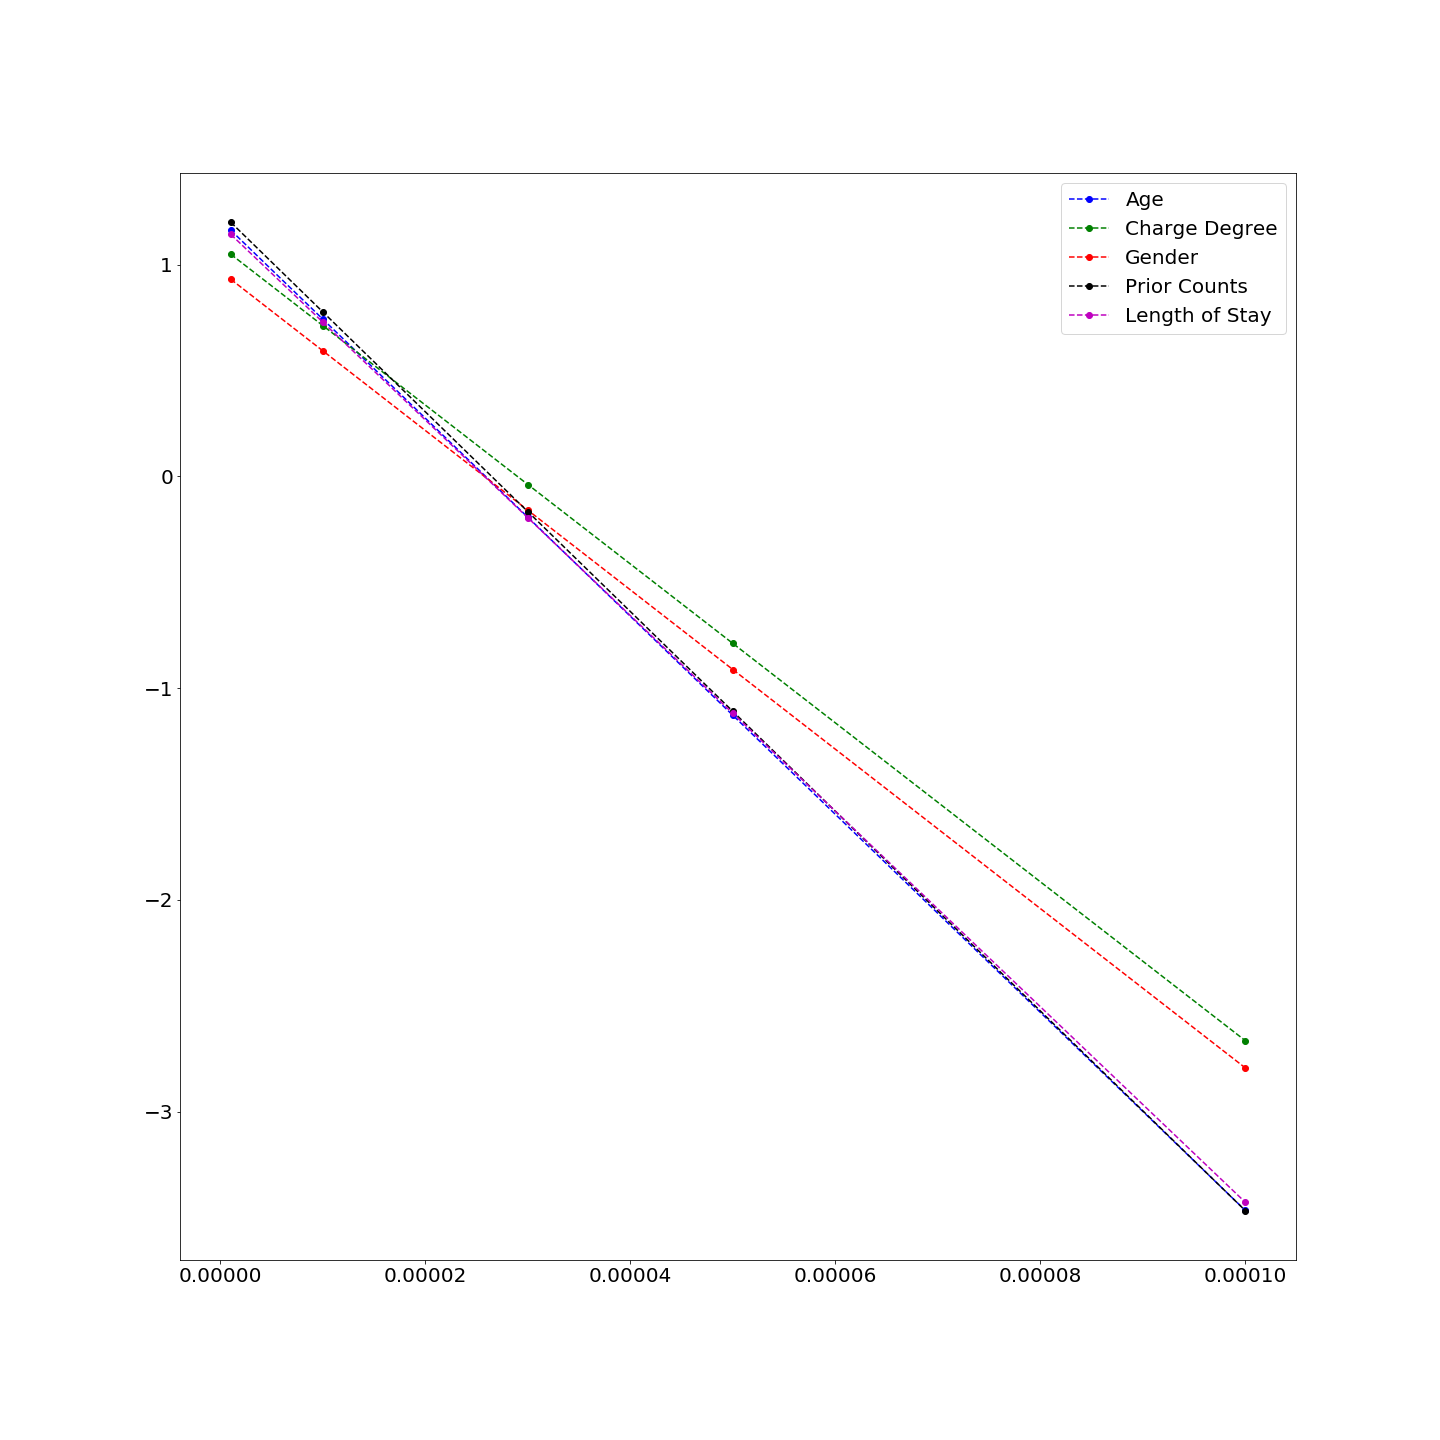 Age
Charge Degree
Gender
Prior Counts
Length of Stay
1
0
−1
−2
−3
0.00000 0.00002 0.00004 0.00006 0.00008 0.00010